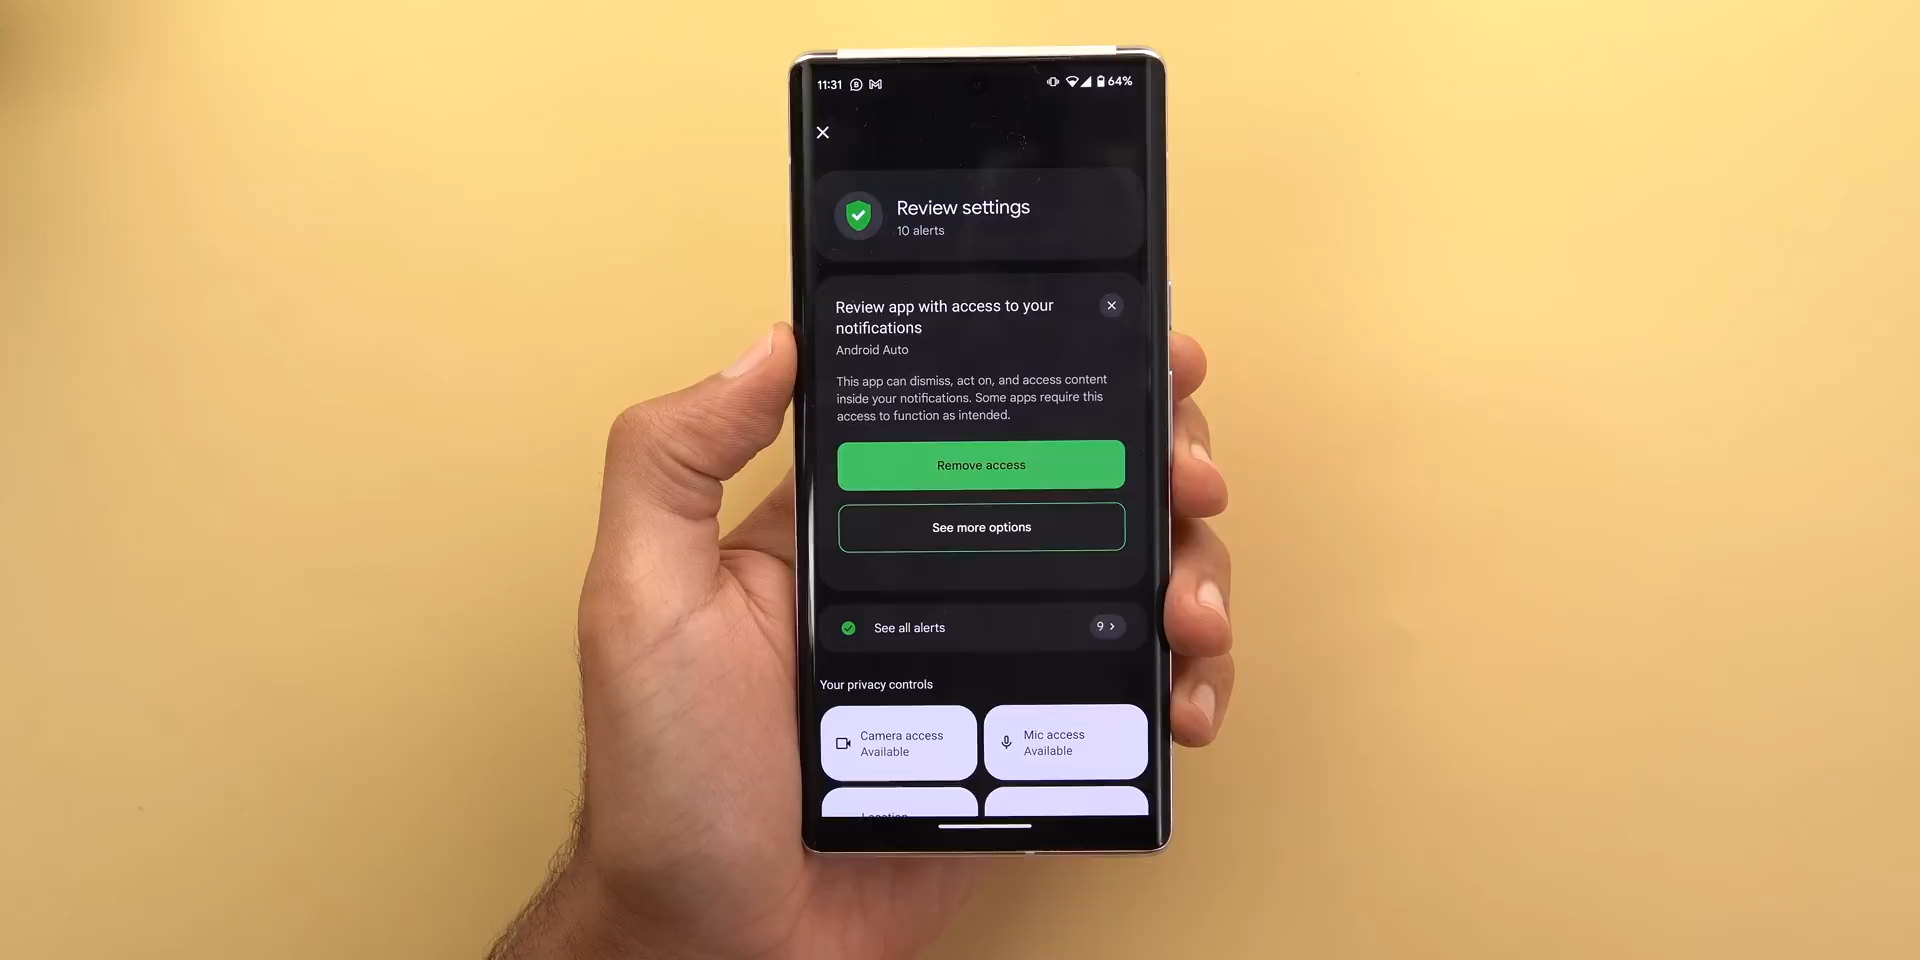 11:31
64%
Review settings
10 alerts
Review app with access to your
notifications
Android Auto
This app can dismiss, act on, and access content
inside your notifications. Some apps require this
access to function as intended.
Remove access
See more options
See all alerts
9
Your privacy controls
Camera access
Available
Mic access
Available
Location